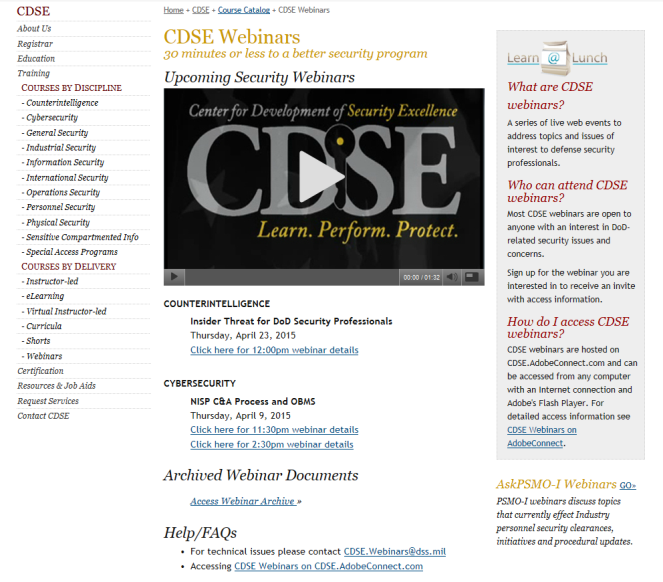 CDSE
About Us
Registrar
Education
Training
COURSES BY DISCIPLINE
- Counterintelligence
- Cybersecurity
- General Security
- Industrial Security
- Information Security
- International Security
- Operations Security
- Personnel Security
- Physical Security
- Sensitive Compartmented Info
- Special Access Programs
COURSES BY DELIVERY
- Instructor-led
- eLearning
- Virtual Instructor-led
- Curricula
- Shorts
- Webinars
Certification
Resources & Job Aids
Request Services
Contact CDSE
Home + CDSE + Course Catalog + CDSE Webinars
CDSE Webinars
30 minutes or less to a better security program
Upcoming Security Webinars
Center for Development of Security Excellence
CDSE
Learn. Perform. Protect.
00:00 / 01:32
COUNTERINTELLIGENCE
Insider Threat for DoD Security Professionals
Thursday, April 23, 2015
Click here for 12:00pm webinar details
CYBERSECURITY
NISP C&A Process and OBMS
Thursday, April 9, 2015
Click here for 11:30pm webinar details
Click here for 2:30pm webinar details
Archived Webinar Documents
Access Webinar Archive »
Help/FAQs
• For technical issues please contact CDSE.Webinars@dss.mil
• Accessing CDSE Webinars on CDSE.AdobeConnect.com
Learn @ Lunch
What are CDSE
webinars?
A series of live web events to
address topics and issues of
interest to defense security
professionals.
Who can attend CDSE
webinars?
Most CDSE webinars are open to
anyone with an interest in DoD-
related security issues and
concerns.
Sign up for the webinar you are
interested in to receive an invite
with access information.
How do I access CDSE
webinars?
CDSE webinars are hosted on
CDSE.AdobeConnect.com and can
be accessed from any computer
with an Internet connection and
Adobe's Flash Player. For
detailed access information see
CDSE Webinars on
AdobeConnect.
AskPSMO-I Webinars GO>
PSMO-I webinars discuss topics
that currently effect Industry
personnel security clearances,
initiatives and procedural updates.